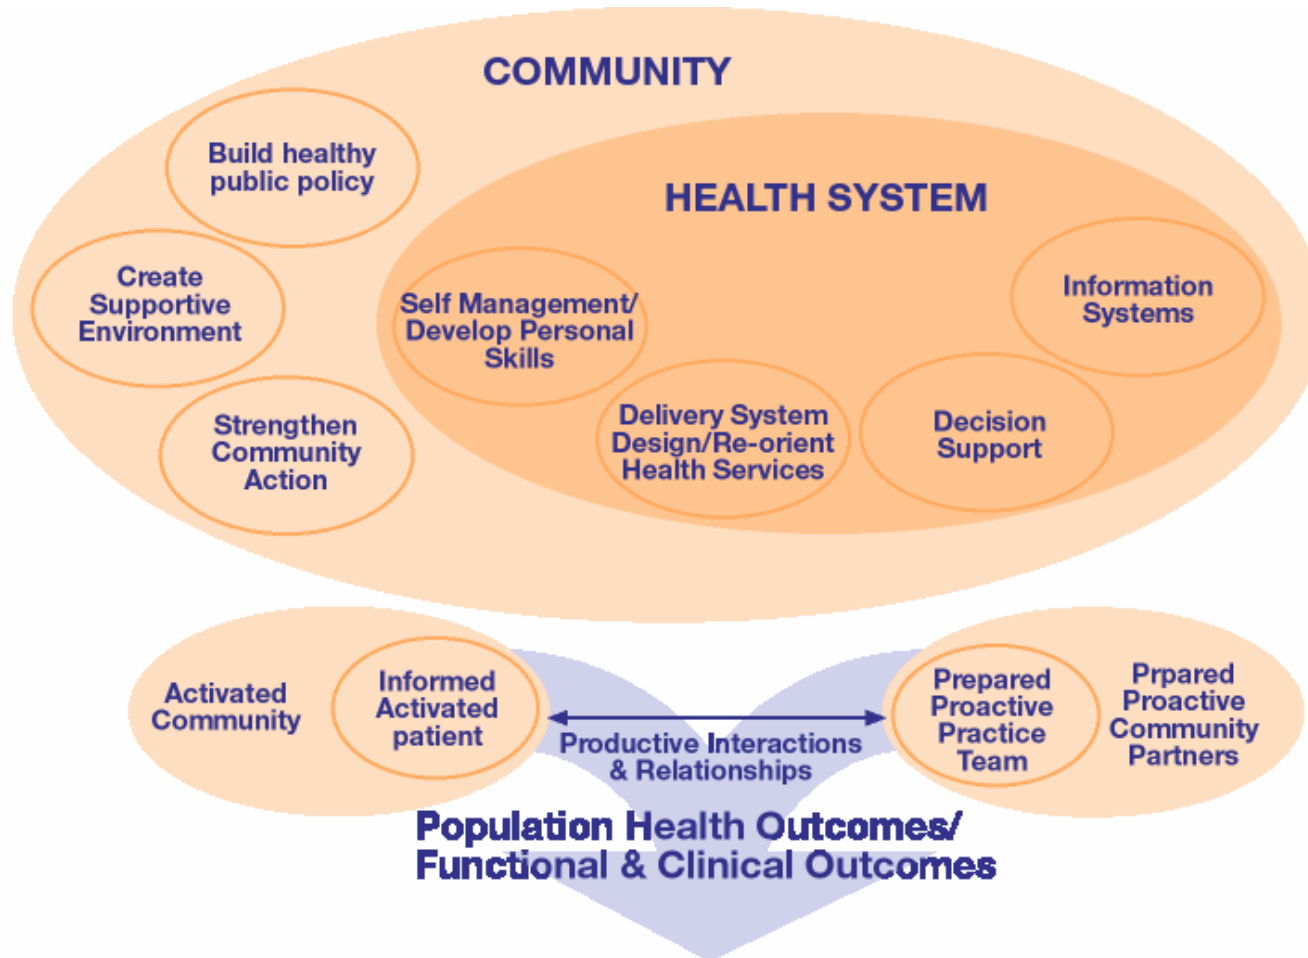 COMMUNITY
Build healthy
public policy
HEALTH SYSTEM
Create
Supportive
Environment
Self Management/
Develop Personal
Skills
Information
Systems
Strengthen
Community
Action
Delivery System
Design/Re-orient
Health Services
Decision
Support
Activated
Community
Informed
Activated
patient
Productive Interactions
& Relationships
Prepared
Proactive
Practice
Team
Prpared
Proactive
Community
Partners
Population Health Outcomes/
Functional & Clinical Outcomes